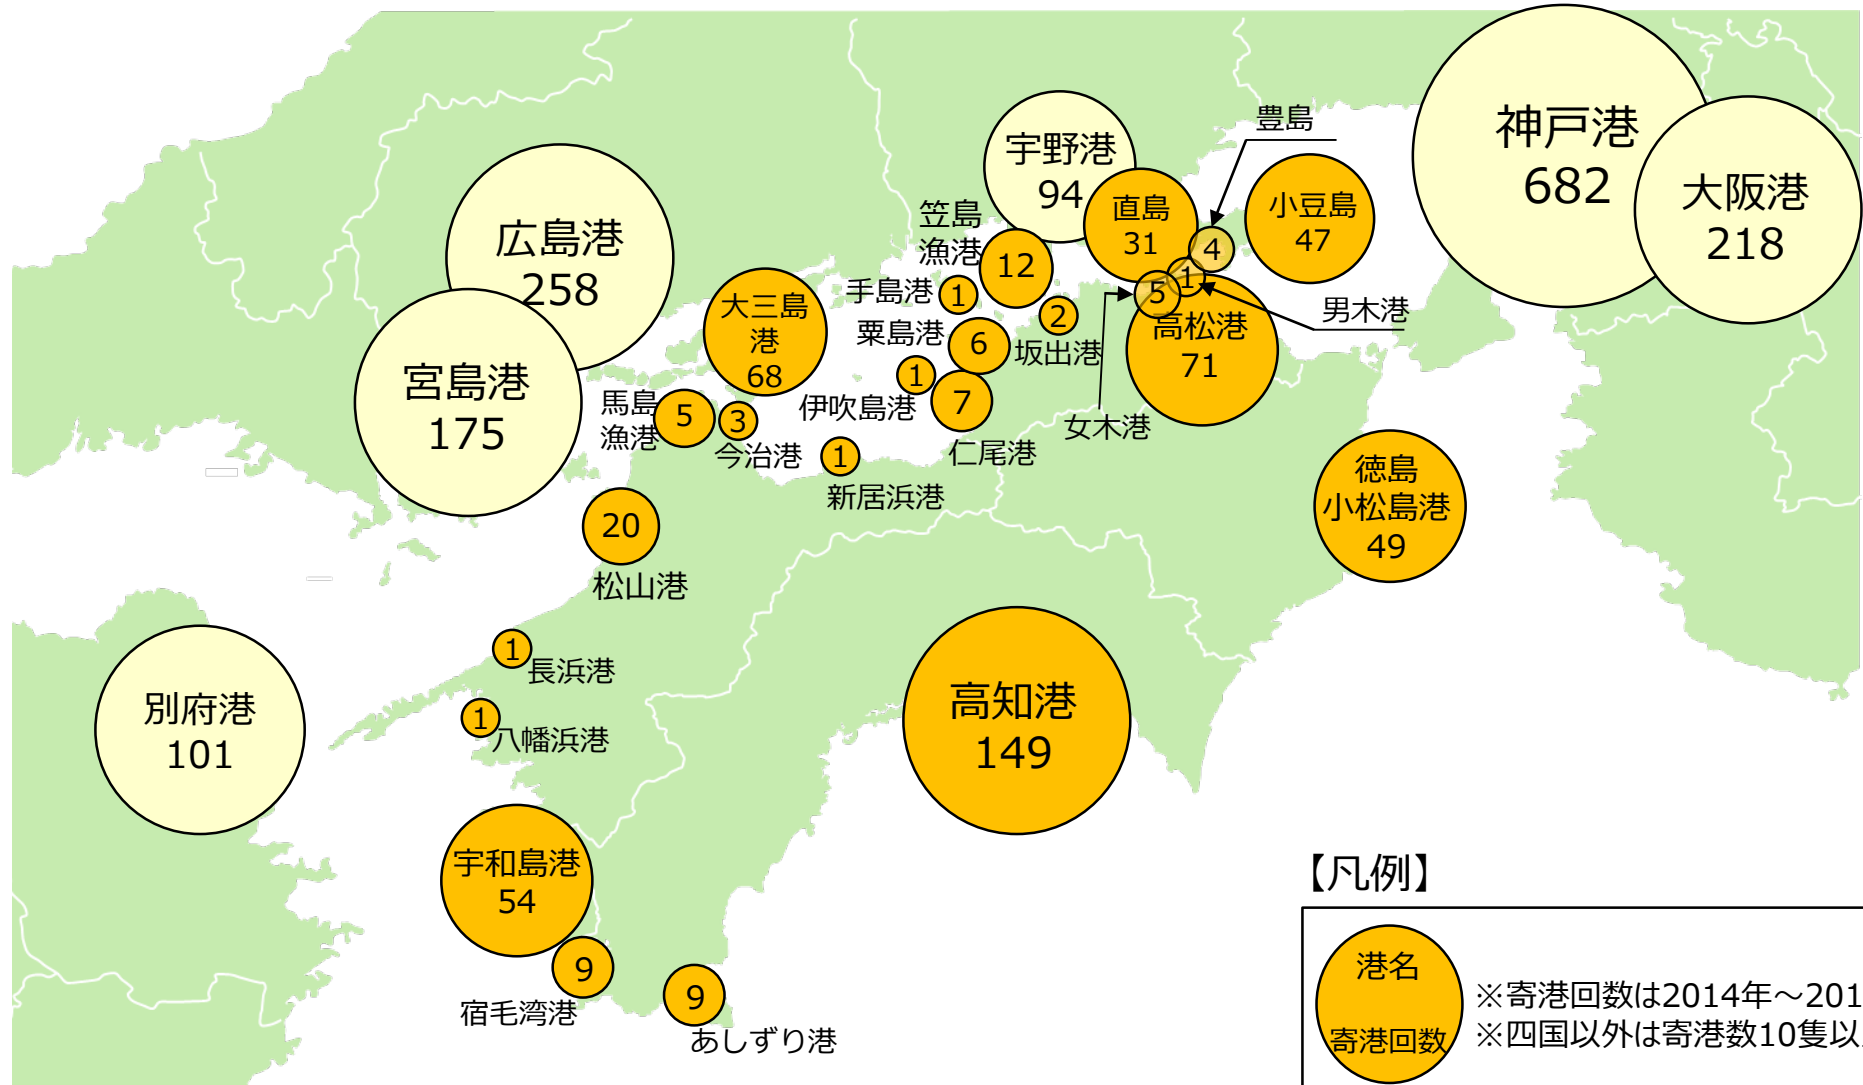 神戸港
682
大阪港
218
豊島
4
宇野港
94
直島
31
小豆島
47
広島港
258
笠島
漁港
12
手島港
1
大三島
港
68
粟島港
6
坂出港
2
5
1
男木港
高松港
71
宮島港
175
馬島
漁港
5
3
今治港
伊吹島港
1
7
仁尾港
女木港
1
新居浜港
徳島
小松島港
49
20
松山港
1
長浜港
1
八幡浜港
別府港
101
高知港
149
宇和島港
54
9
宿毛湾港
9
あしずり港
【凡例】
港名
寄港回数
※寄港回数は2014年～201
※四国以外は寄港数10隻以